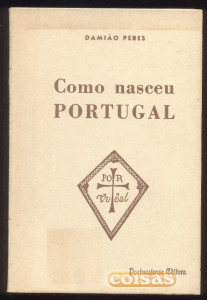 DAMIÃO PERES
Como nasceu
PORTUGAL
POR
Portucalense Editora
coisas